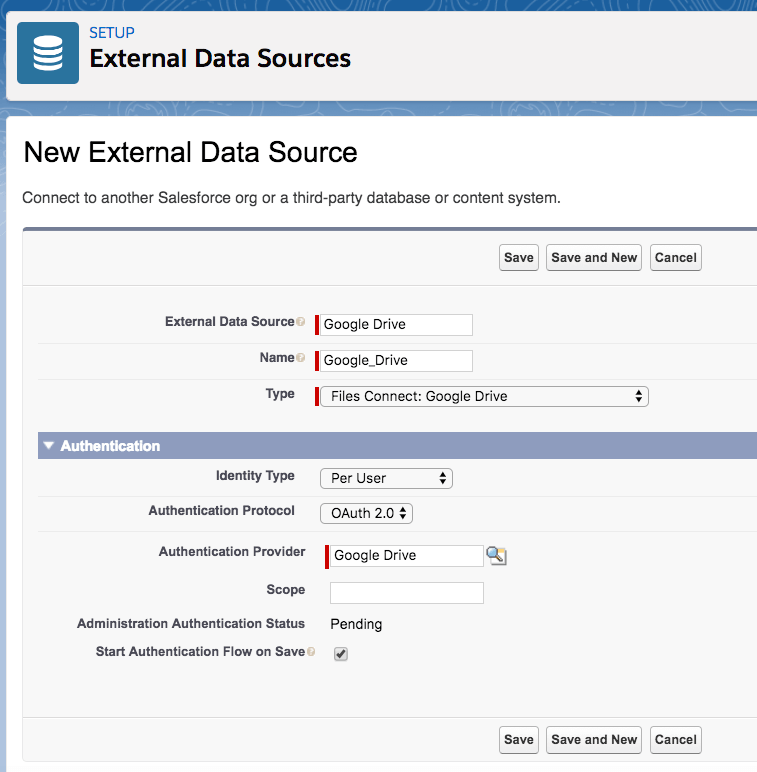 SETUP
External Data Sources
New External Data Source
Connect to another Salesforce org or a third-party database or content system.
Save Save and New Cancel
External Data Source ? Google Drive
Name ? Google_Drive
Type Files Connect: Google Drive
Authentication
Identity Type Per User
Authentication Protocol OAuth 2.0
Authentication Provider Google Drive
Scope
Administration Authentication Status Pending
Start Authentication Flow on Save ?
Save Save and New Cancel